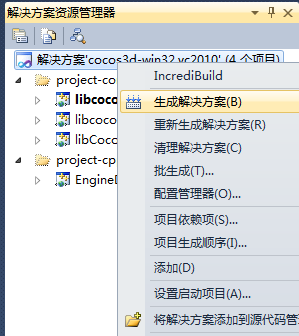 解决方案资源管理器
解决方案'cocos3d-win32.vc2010' (4 个项目)
project-co
libcoco
libcoco
libCoco
project-cp
EngineD
IncrediBuild
生成解决方案(B)
重新生成解决方案(R)
清理解决方案(C)
批生成(T)...
配置管理器(O)...
项目依赖项(S)...
项目生成顺序(I)...
添加(D)
设置启动项目(A)...
将解决方案添加到源代码管